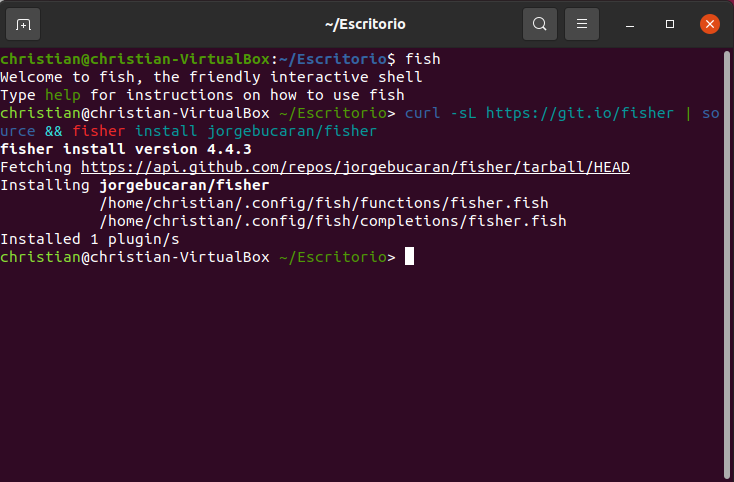 ~/Escritorio
christian@christian-VirtualBox:~/Escritorio$ fish
Welcome to fish, the friendly interactive shell
Type help for instructions on how to use fish
christian@christian-VirtualBox ~/Escritorio> curl -sL https://git.io/fisher | so
urce && fisher install jorgebucaran/fisher
fisher install version 4.4.3
Fetching https://api.github.com/repos/jorgebucaran/fisher/tarball/HEAD
Installing jorgebucaran/fisher
           /home/christian/.config/fish/functions/fisher.fish
           /home/christian/.config/fish/completions/fisher.fish
Installed 1 plugin/s
christian@christian-VirtualBox ~/Escritorio>